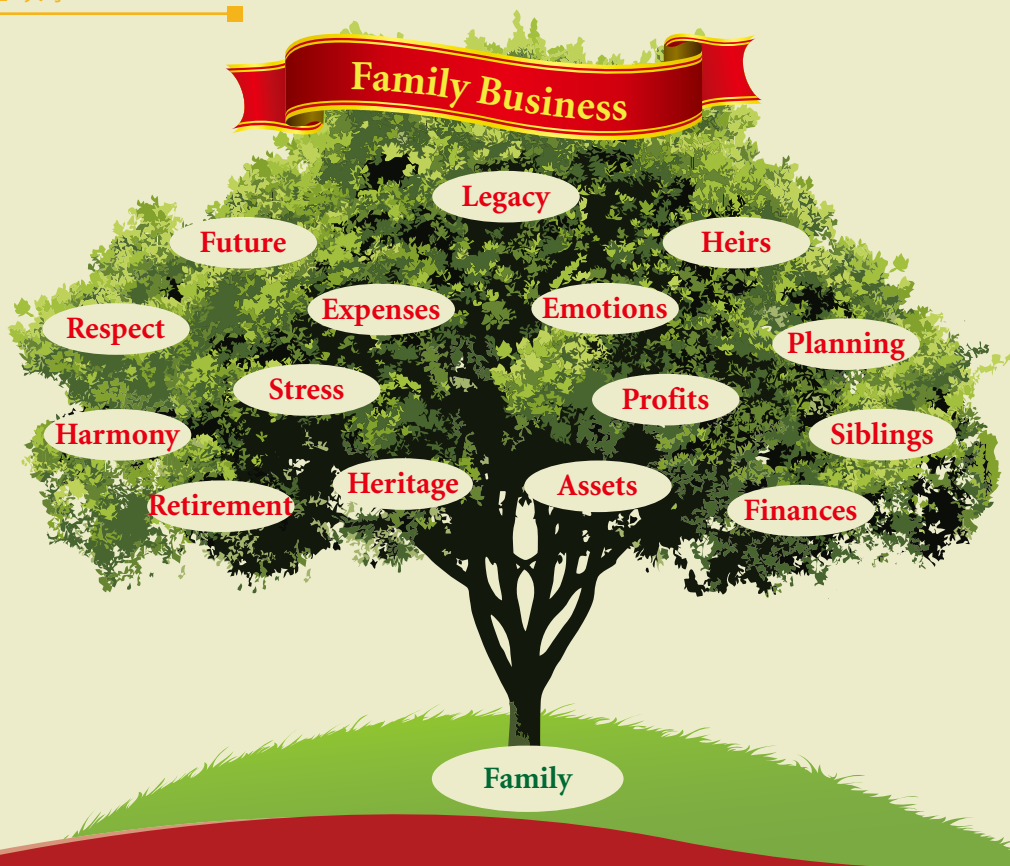 Family Business
Legacy
Future
Heirs
Expenses
Emotions
Respect
Planning
Stress
Profits
Harmony
Siblings
Heritage
Assets
Retirement
Finances
Family